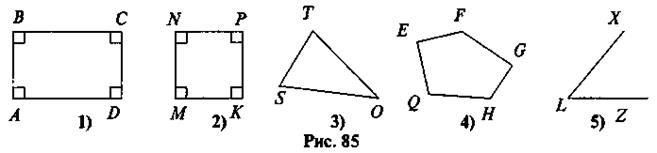 B C N P T F X
E G
S Q L
A D M K O H Z
1) 2) 3) 4) 5)
Рис. 85